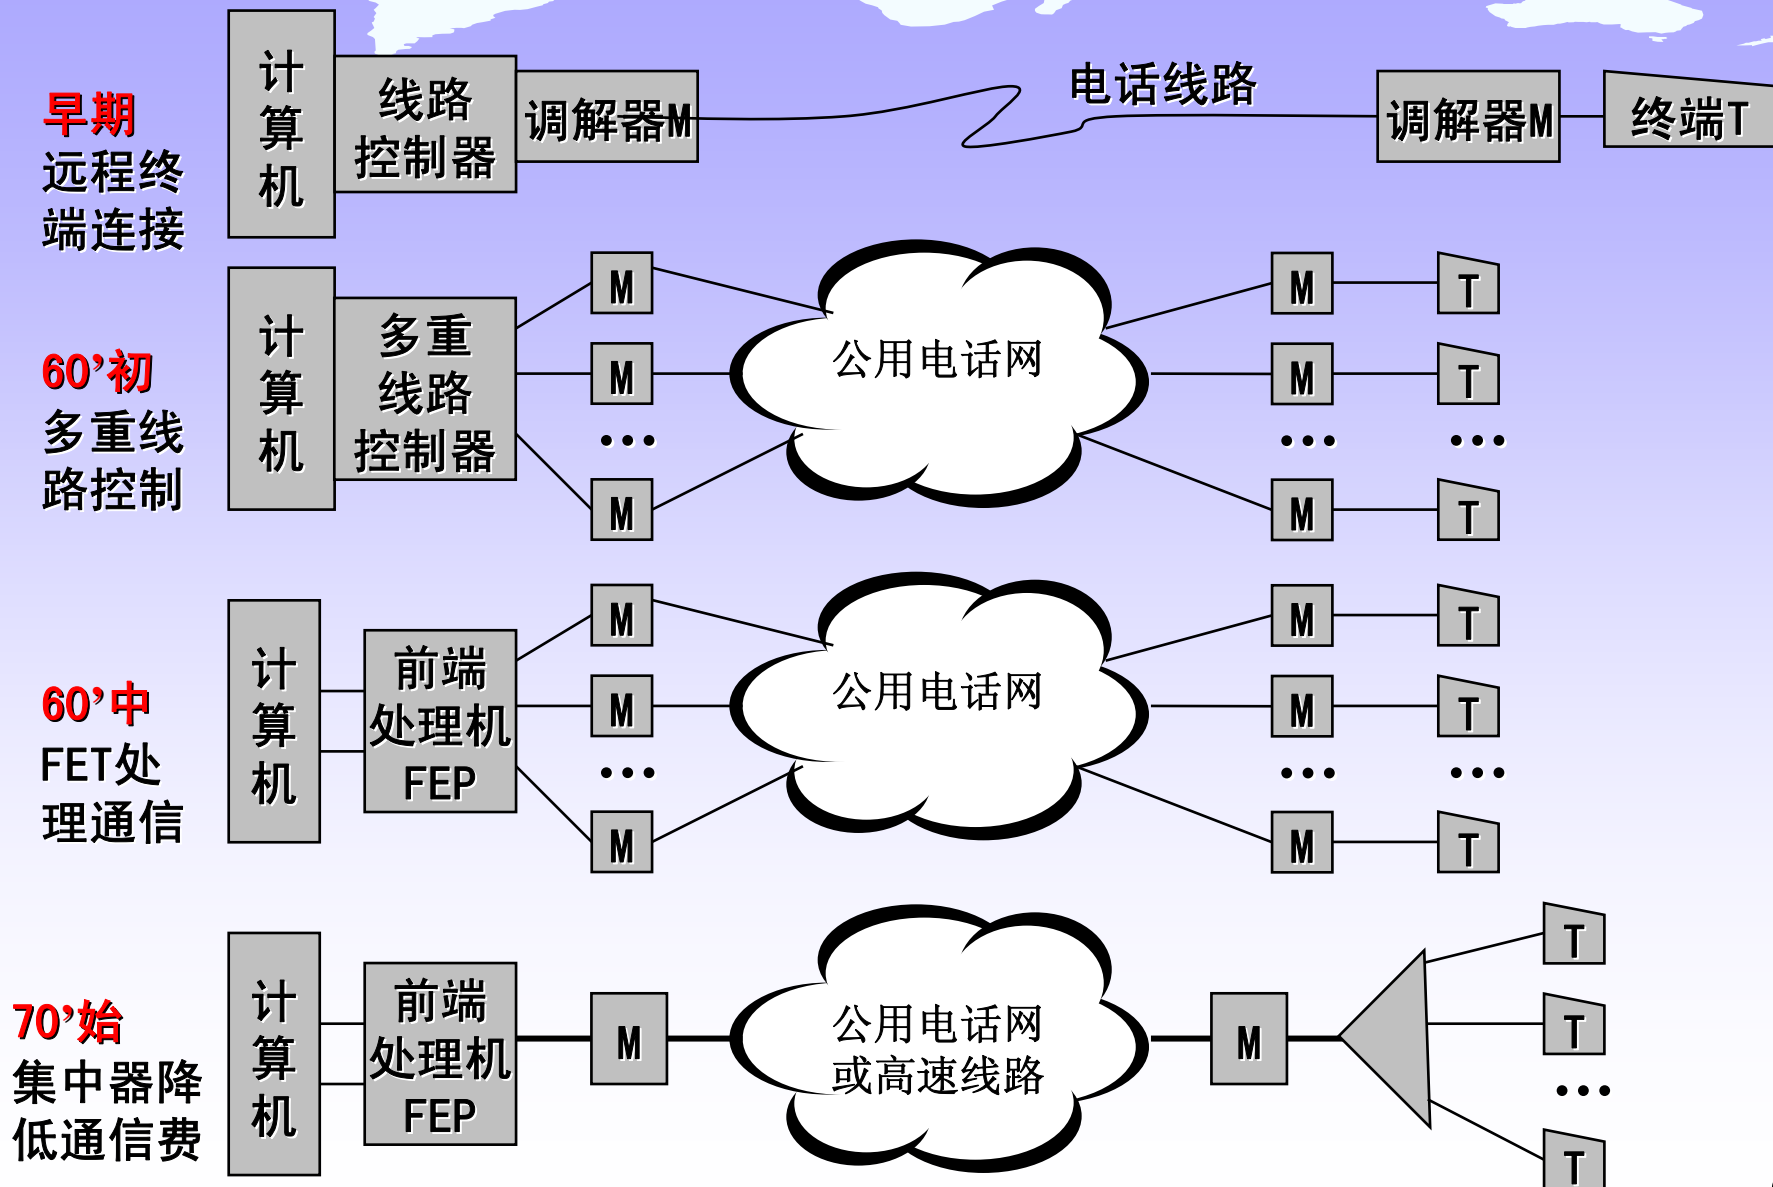 早期
远程终
端连接
计
算
机
线路
控制器
调解器M
电话线路
调解器M
终端T
60’初
多重线
路控制
计
算
机
多重
线路
控制器
M
M
•••
M
公用电话网
M
M
•••
M
T
T
•••
T
60’中
FET处
理通信
计
算
机
前端
处理机
FEP
M
M
•••
M
公用电话网
M
M
•••
M
T
T
•••
T
70’始
集中器降
低通信费
计
算
机
前端
处理机
FEP
M
公用电话网
或高速线路
M
T
T
•••
T